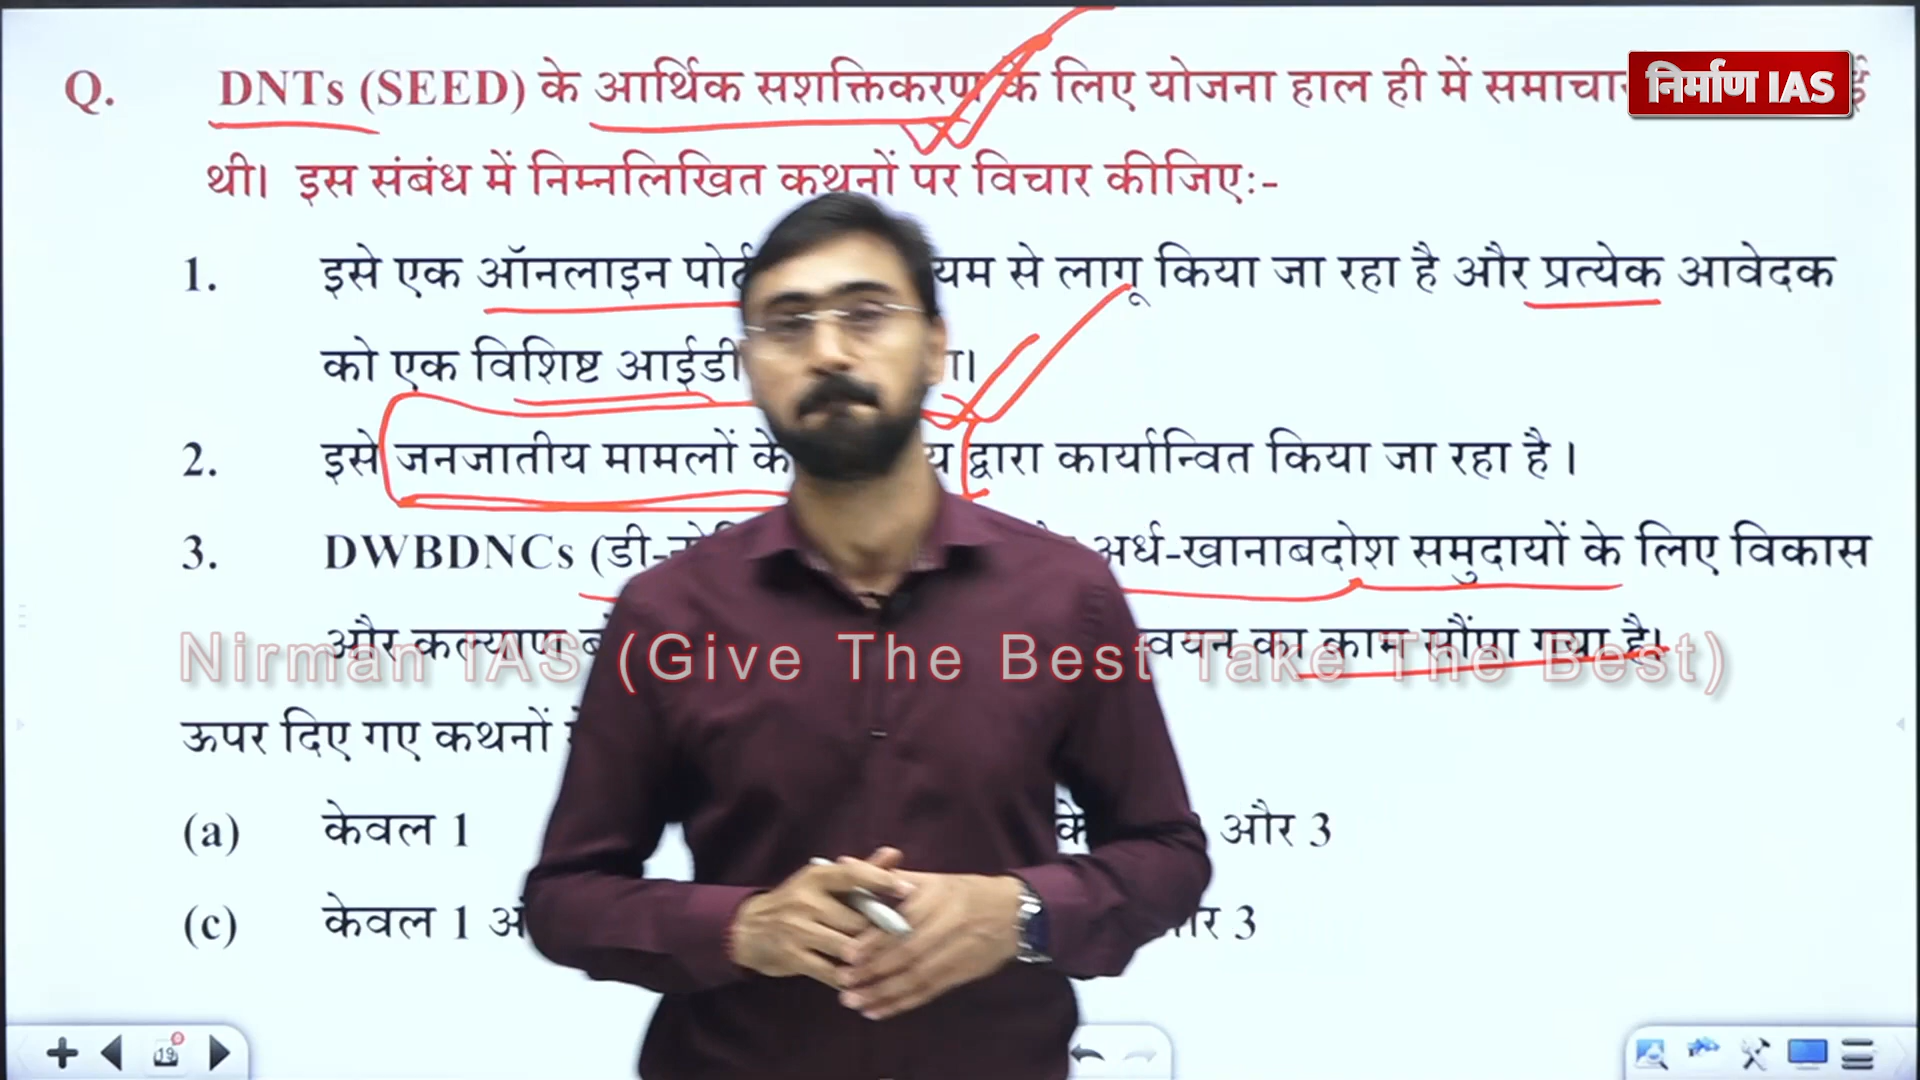 Q. DNTs (SEED) के आर्थिक सशक्तिकरण के लिए योजना हाल ही में
निर्माण IAS
थी। इस संबंध में निम्नलिखित कथनों पर विचार कीजिए:-
1. इसे एक ऑनलाइन से लागू किया जा रहा है और प्रत्येक आवेदक
को एक विशिष्ट आईडी
2. इसे जनजातीय मामलों के द्वारा कार्यान्वित किया जा रहा है ।
3. DWBDNCs अर्ध-खानाबदोश समुदायों के लिए विकास
और कल्याण का काम सौंपा गया है।
Nirman IAS (Give The Best Take The Best)
ऊपर दिए गए कथनों
(a) केवल 1 और 3
(c) केवल 1 3
19